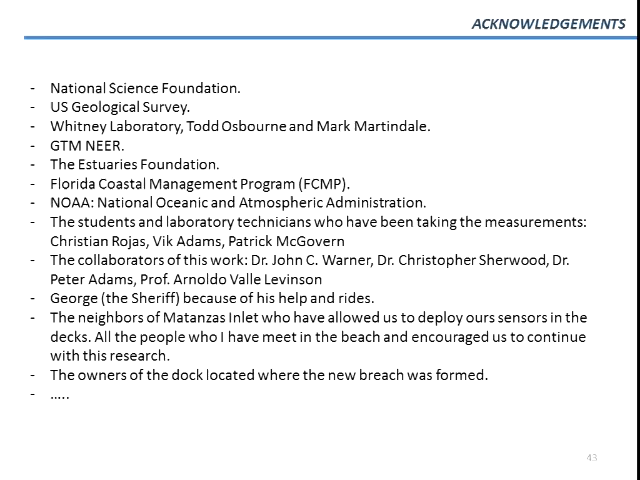 ACKNOWLEDGEMENTS
- National Science Foundation.
- US Geological Survey.
- Whitney Laboratory, Todd Osbourne and Mark Martindale.
- GTM NEER.
- The Estuaries Foundation.
- Florida Coastal Management Program (FCMP).
- NOAA: National Oceanic and Atmospheric Administration.
- The students and laboratory technicians who have been taking the measurements:
Christian Rojas, Vik Adams, Patrick McGovern
- The collaborators of this work: Dr. John C. Warner, Dr. Christopher Sherwood, Dr.
Peter Adams, Prof. Arnoldo Valle Levinson
- George (the Sheriff) because of his help and rides.
- The neighbors of Matanzas Inlet who have allowed us to deploy ours sensors in the
decks. All the people who I have meet in the beach and encouraged us to continue
with this research.
- The owners of the dock located where the new breach was formed.
- .....
43